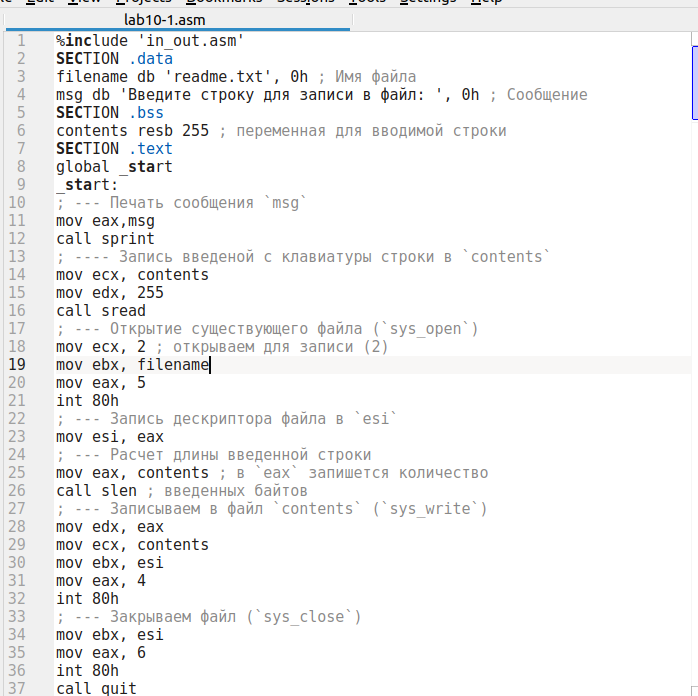 Edit View Projects Bookmarks Sessions Tools Settings Help
lab10-1.asm
1 %include 'in_out.asm'
2 SECTION .data
3 filename db 'readme.txt', 0h ; Имя файла
4 msg db 'Введите строку для записи в файл: ', 0h ; Сообщение
5 SECTION .bss
6 contents resb 255 ; переменная для вводимой строки
7 SECTION .text
8 global _start
9 _start:
10 ; --- Печать сообщения `msg`
11 mov eax,msg
12 call sprint
13 ; ---- Запись введеной с клавиатуры строки в `contents`
14 mov ecx, contents
15 mov edx, 255
16 call sread
17 ; --- Открытие существующего файла (`sys_open`)
18 mov ecx, 2 ; открываем для записи (2)
19 mov ebx, filename
20 mov eax, 5
21 int 80h
22 ; --- Запись дескриптора файла в `esi`
23 mov esi, eax
24 ; --- Расчет длины введенной строки
25 mov eax, contents ; в `eax` запишется количество
26 call slen ; введенных байтов
27 ; --- Записываем в файл `contents` (`sys_write`)
28 mov edx, eax
29 mov ecx, contents
30 mov ebx, esi
31 mov eax, 4
32 int 80h
33 ; --- Закрываем файл (`sys_close`)
34 mov ebx, esi
35 mov eax, 6
36 int 80h
37 call quit